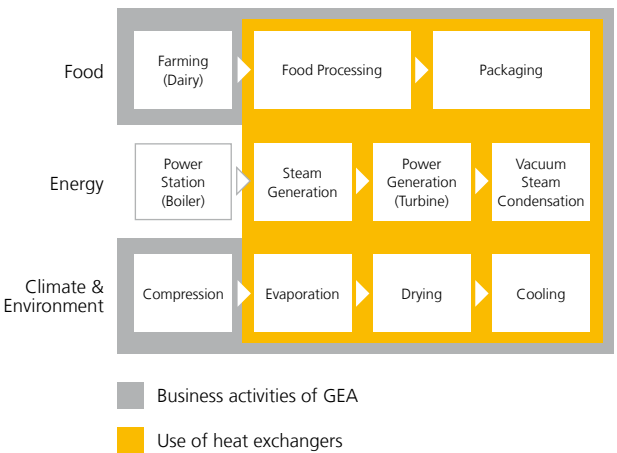 Food
Farming
(Dairy)
Food Processing
Packaging
Energy
Power
Station
(Boiler)
Steam
Generation
Power
Generation
(Turbine)
Vacuum
Steam
Condensation
Climate &
Environment
Compression
Evaporation
Drying
Cooling
Business activities of GEA
Use of heat exchangers